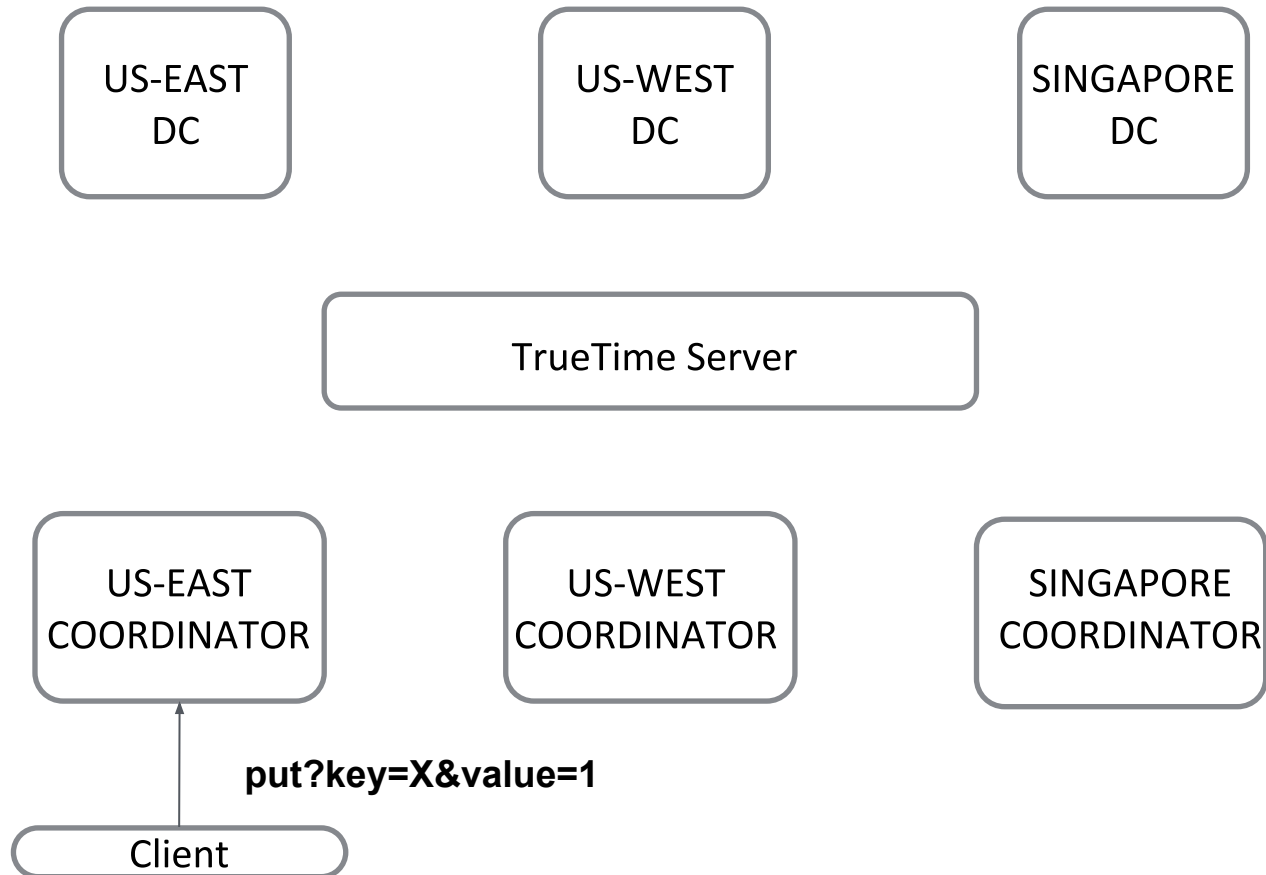 US-EAST
DC
US-WEST
DC
SINGAPORE
DC
TrueTime Server
US-EAST
COORDINATOR
US-WEST
COORDINATOR
SINGAPORE
COORDINATOR
put?key=X&value=1
Client